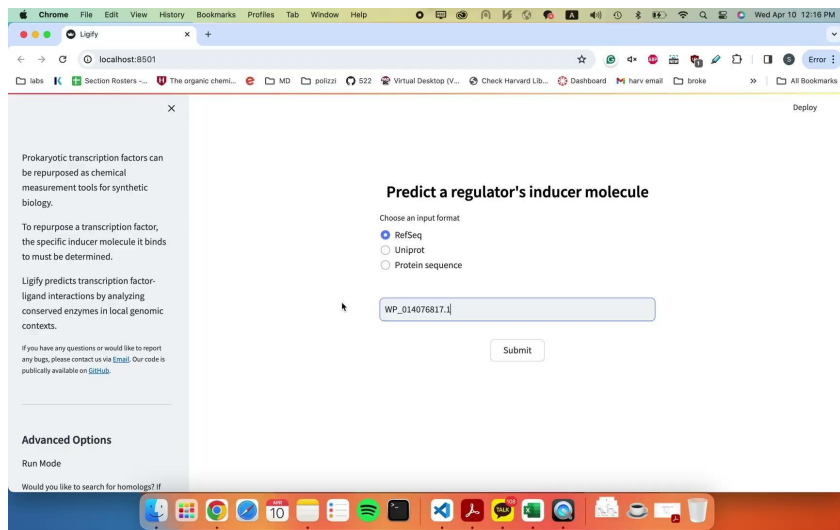 Chrome File Edit View History Bookmarks Profiles Tab Window Help
Wed Apr 10 12:16 PM
Ligify
localhost:8501
Error
labs
Section Rosters -...
The organic chemi...
MD
polizzi
522
Virtual Desktop (V...
Check Harvard Lib...
Dashboard
harv email
broke
All Bookmarks
Deploy
Prokaryotic transcription factors can
be repurposed as chemical
measurement tools for synthetic
biology.
To repurpose a transcription factor,
the specific inducer molecule it binds
to must be determined.
Ligify predicts transcription factor-
ligand interactions by analyzing
conserved enzymes in local genomic
contexts.
If you have any questions or would like to report
any bugs, please contact us via Email. Our code is
publically available on GitHub.
Advanced Options
Run Mode
Would you like to search for homologs? If
Predict a regulator's inducer molecule
Choose an input format
RefSeq
Uniprot
Protein sequence
WP_014076817.1
Submit
APR
10
TALK